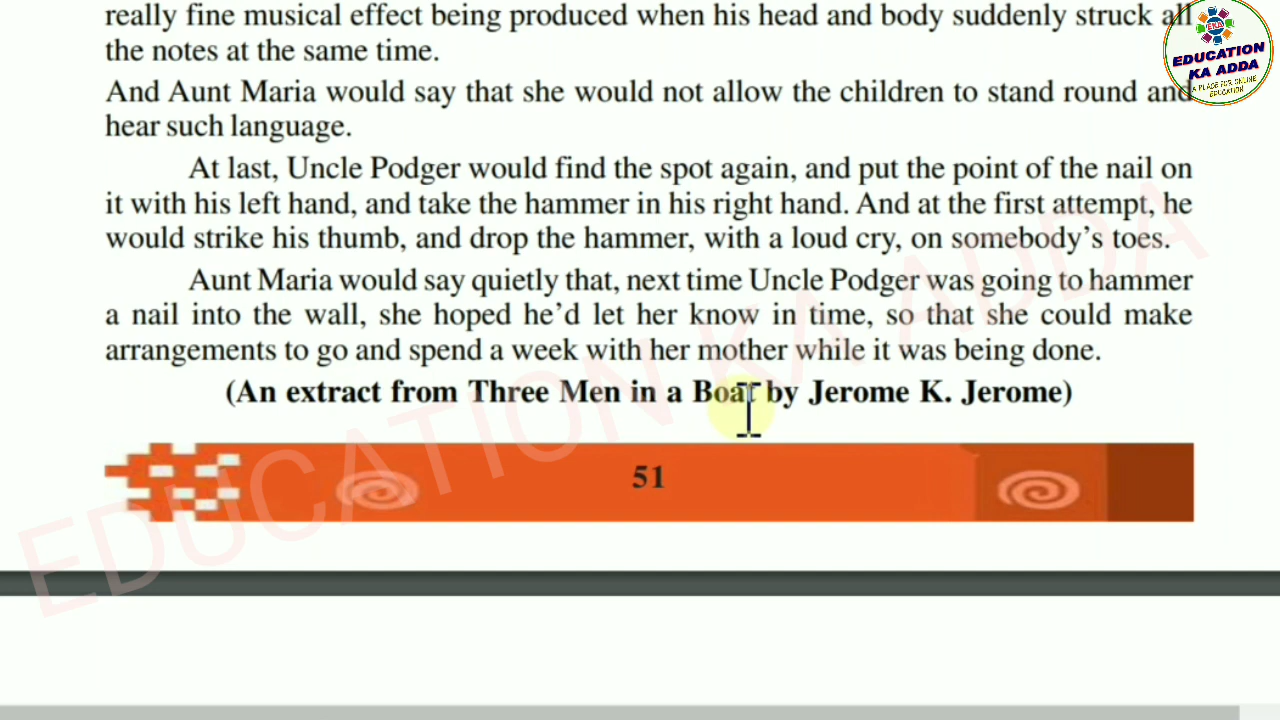 really fine musical effect being produced when his head and body suddenly struck all
the notes at the same time.
And Aunt Maria would say that she would not allow the children to stand round and
hear such language.
At last, Uncle Podger would find the spot again, and put the point of the nail on
it with his left hand, and take the hammer in his right hand. And at the first attempt, he
would strike his thumb, and drop the hammer, with a loud cry, on somebody's toes.
Aunt Maria would say quietly that, next time Uncle Podger was going to hammer
a nail into the wall, she hoped he'd let her know in time, so that she could make
arrangements to go and spend a week with her mother while it was being done.
(An extract from Three Men in a Boat by Jerome K. Jerome)
51
EDUCATION KA ADDA
EKA
EDUCATION
KA ADDA
A PLACE FOR ONLINE
EDUCATION